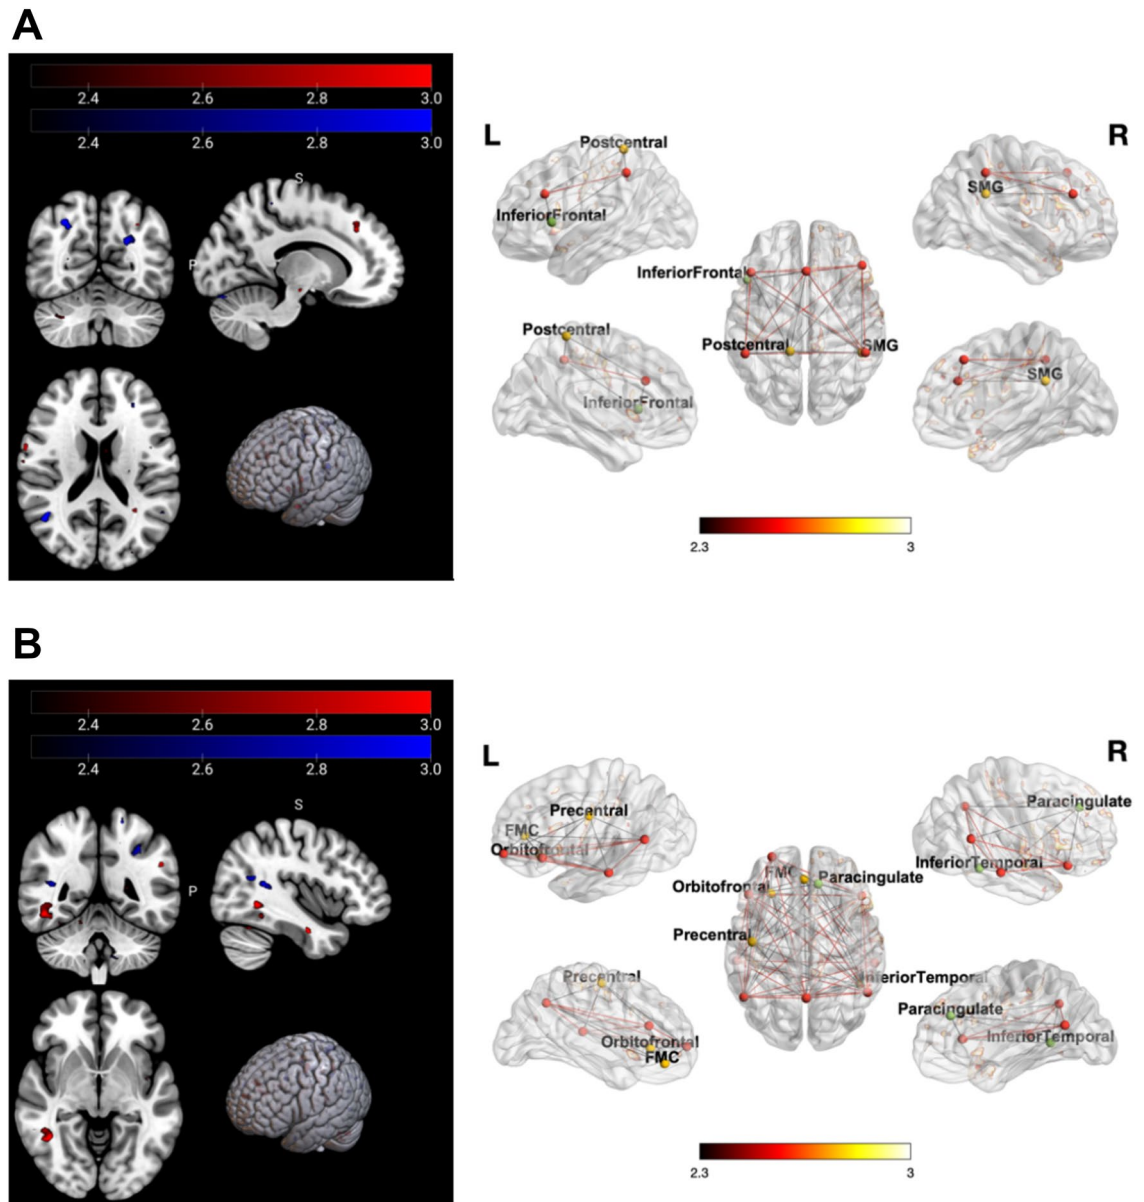 A
2.4 2.6 2.8 3.0
2.4 2.6 2.8 3.0
S
P
L
R
Postcentral
InferiorFrontal
SMG
InferiorFrontal
Postcentral
SMG
Postcentral
InferiorFrontal
SMG
2.3 3
B
2.4 2.6 2.8 3.0
2.4 2.6 2.8 3.0
S
P
L
R
Precentral
FMC
Orbitofrontal
Paracingulate
InferiorTemporal
FMC
Paracingulate
Orbitofrontal
Precentral
InferiorTemporal
Precentral
Orbitofrontal
FMC
Paracingulate
InferiorTemporal
2.3 3